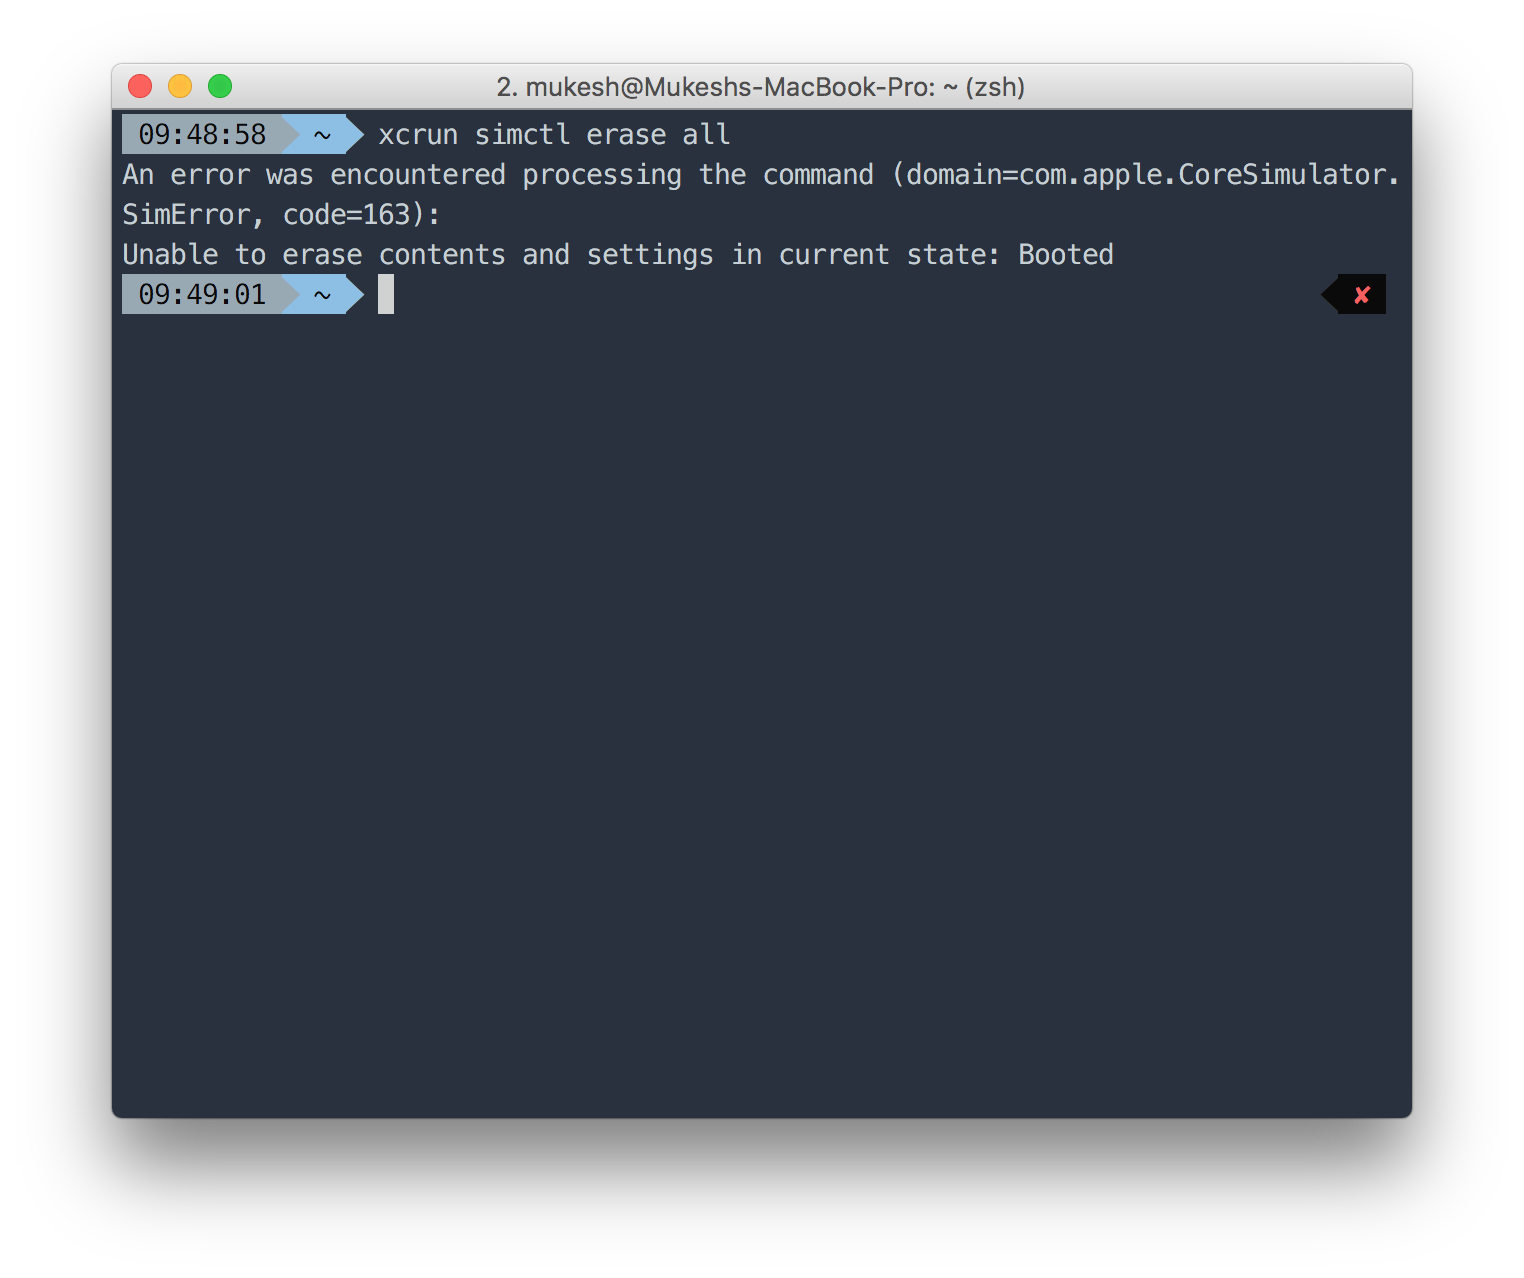 2. mukesh@Mukeshs-MacBook-Pro: ~ (zsh)
09:48:58 ~ xcrun simctl erase all
An error was encountered processing the command (domain=com.apple.CoreSimulator.
SimError, code=163):
Unable to erase contents and settings in current state: Booted
09:49:01 ~ ✘